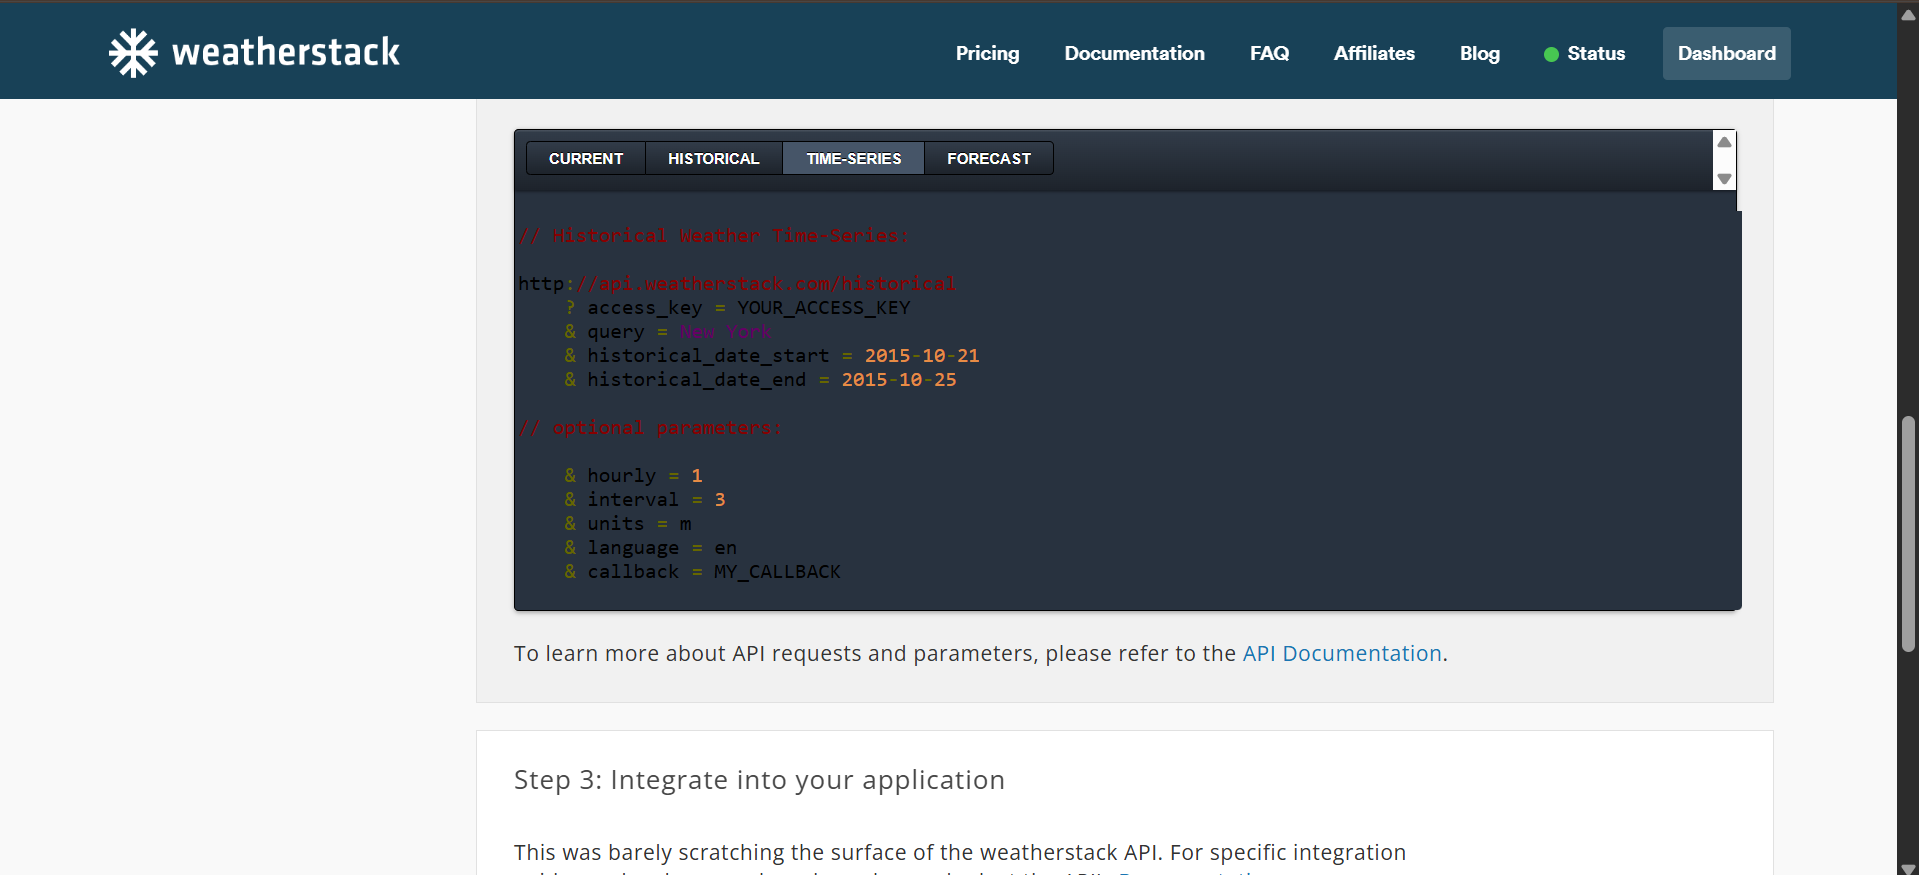 weatherstack
Pricing
Documentation
FAQ
Affiliates
Blog
Status
Dashboard
CURRENT
HISTORICAL
TIME-SERIES
FORECAST
// Historical Weather Time-Series:
http://api.weatherstack.com/historical
? access_key = YOUR_ACCESS_KEY
& query = New York
& historical_date_start = 2015-10-21
& historical_date_end = 2015-10-25
// optional parameters:
& hourly = 1
& interval = 3
& units = m
& language = en
& callback = MY_CALLBACK
To learn more about API requests and parameters, please refer to the API Documentation.
Step 3: Integrate into your application
This was barely scratching the surface of the weatherstack API. For specific integration